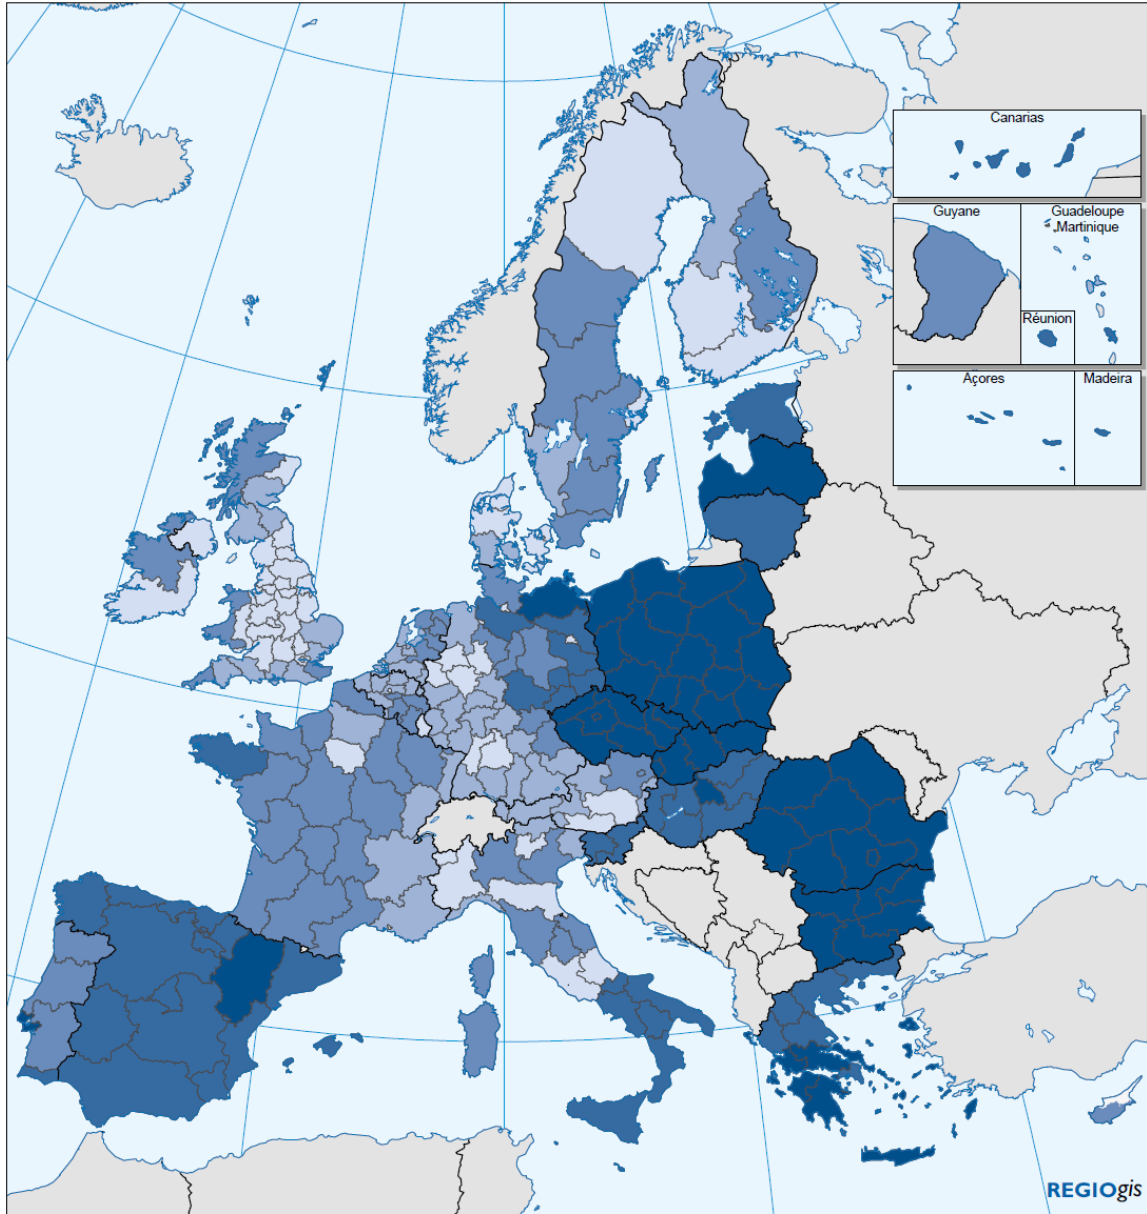 Canarias
Guyane
Guadeloupe
Martinique
Réunion
Açores
Madeira
REGIOgis